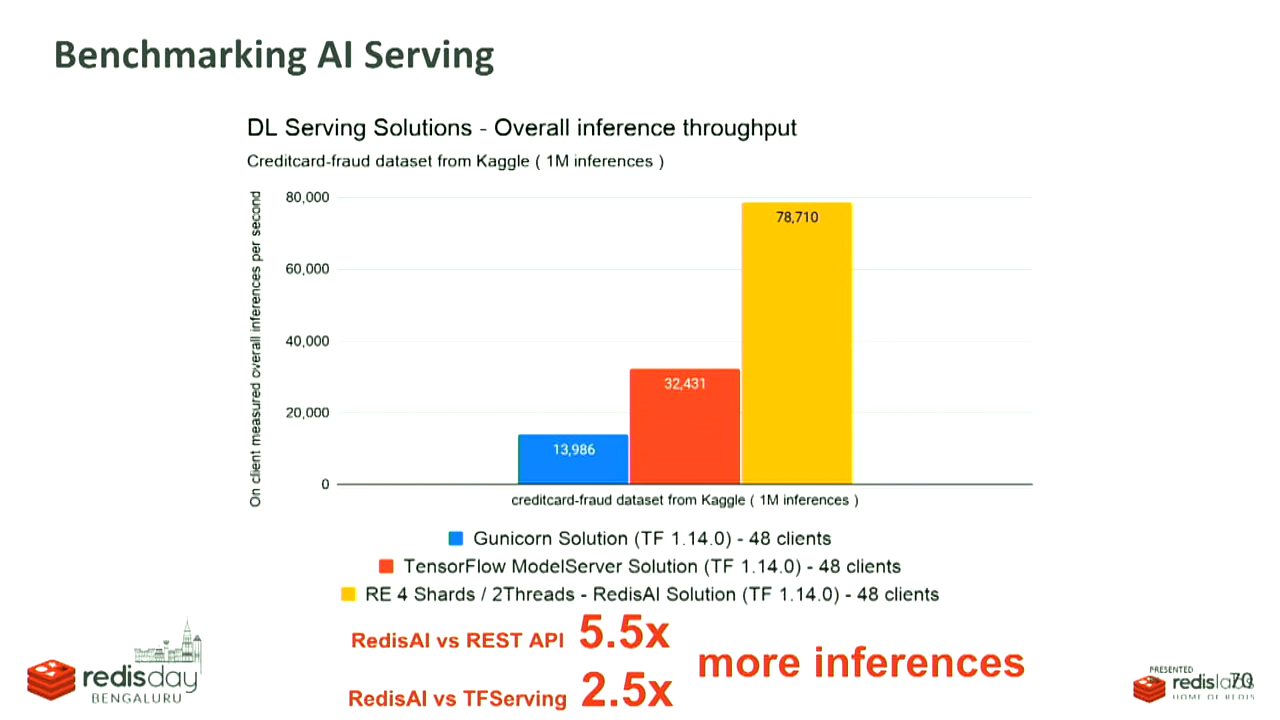 Benchmarking AI Serving
DL Serving Solutions - Overall inference throughput
Creditcard-fraud dataset from Kaggle ( 1M inferences )
On client measured overall inferences per second
80,000
60,000
40,000
20,000
0
78,710
32,431
13,986
creditcard-fraud dataset from Kaggle ( 1M inferences )
Gunicorn Solution (TF 1.14.0) - 48 clients
TensorFlow ModelServer Solution (TF 1.14.0) - 48 clients
RE 4 Shards / 2Threads - RedisAI Solution (TF 1.14.0) - 48 clients
RedisAI vs REST API 5.5x
more inferences
RedisAI vs TFServing 2.5x
redisday
BENGALURU
PRESENTED
redislabs
HOME OF REDIS
70